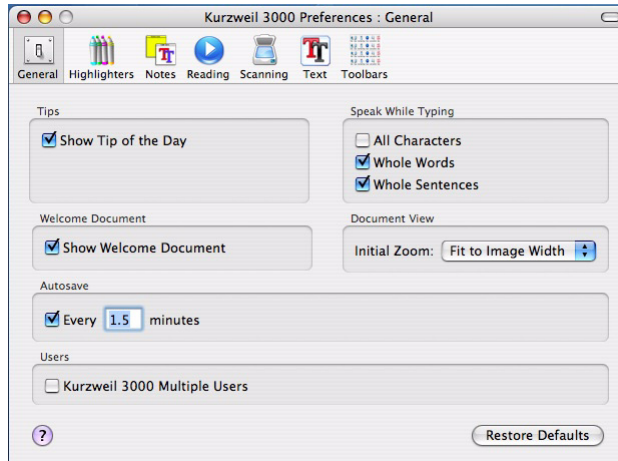 Kurzweil 3000 Preferences : General
General Highlighters Notes Reading Scanning Text Toolbars
Tips
Show Tip of the Day
Speak While Typing
All Characters
Whole Words
Whole Sentences
Welcome Document
Show Welcome Document
Document View
Initial Zoom: Fit to Image Width
Autosave
Every 1.5 minutes
Users
Kurzweil 3000 Multiple Users
? Restore Defaults